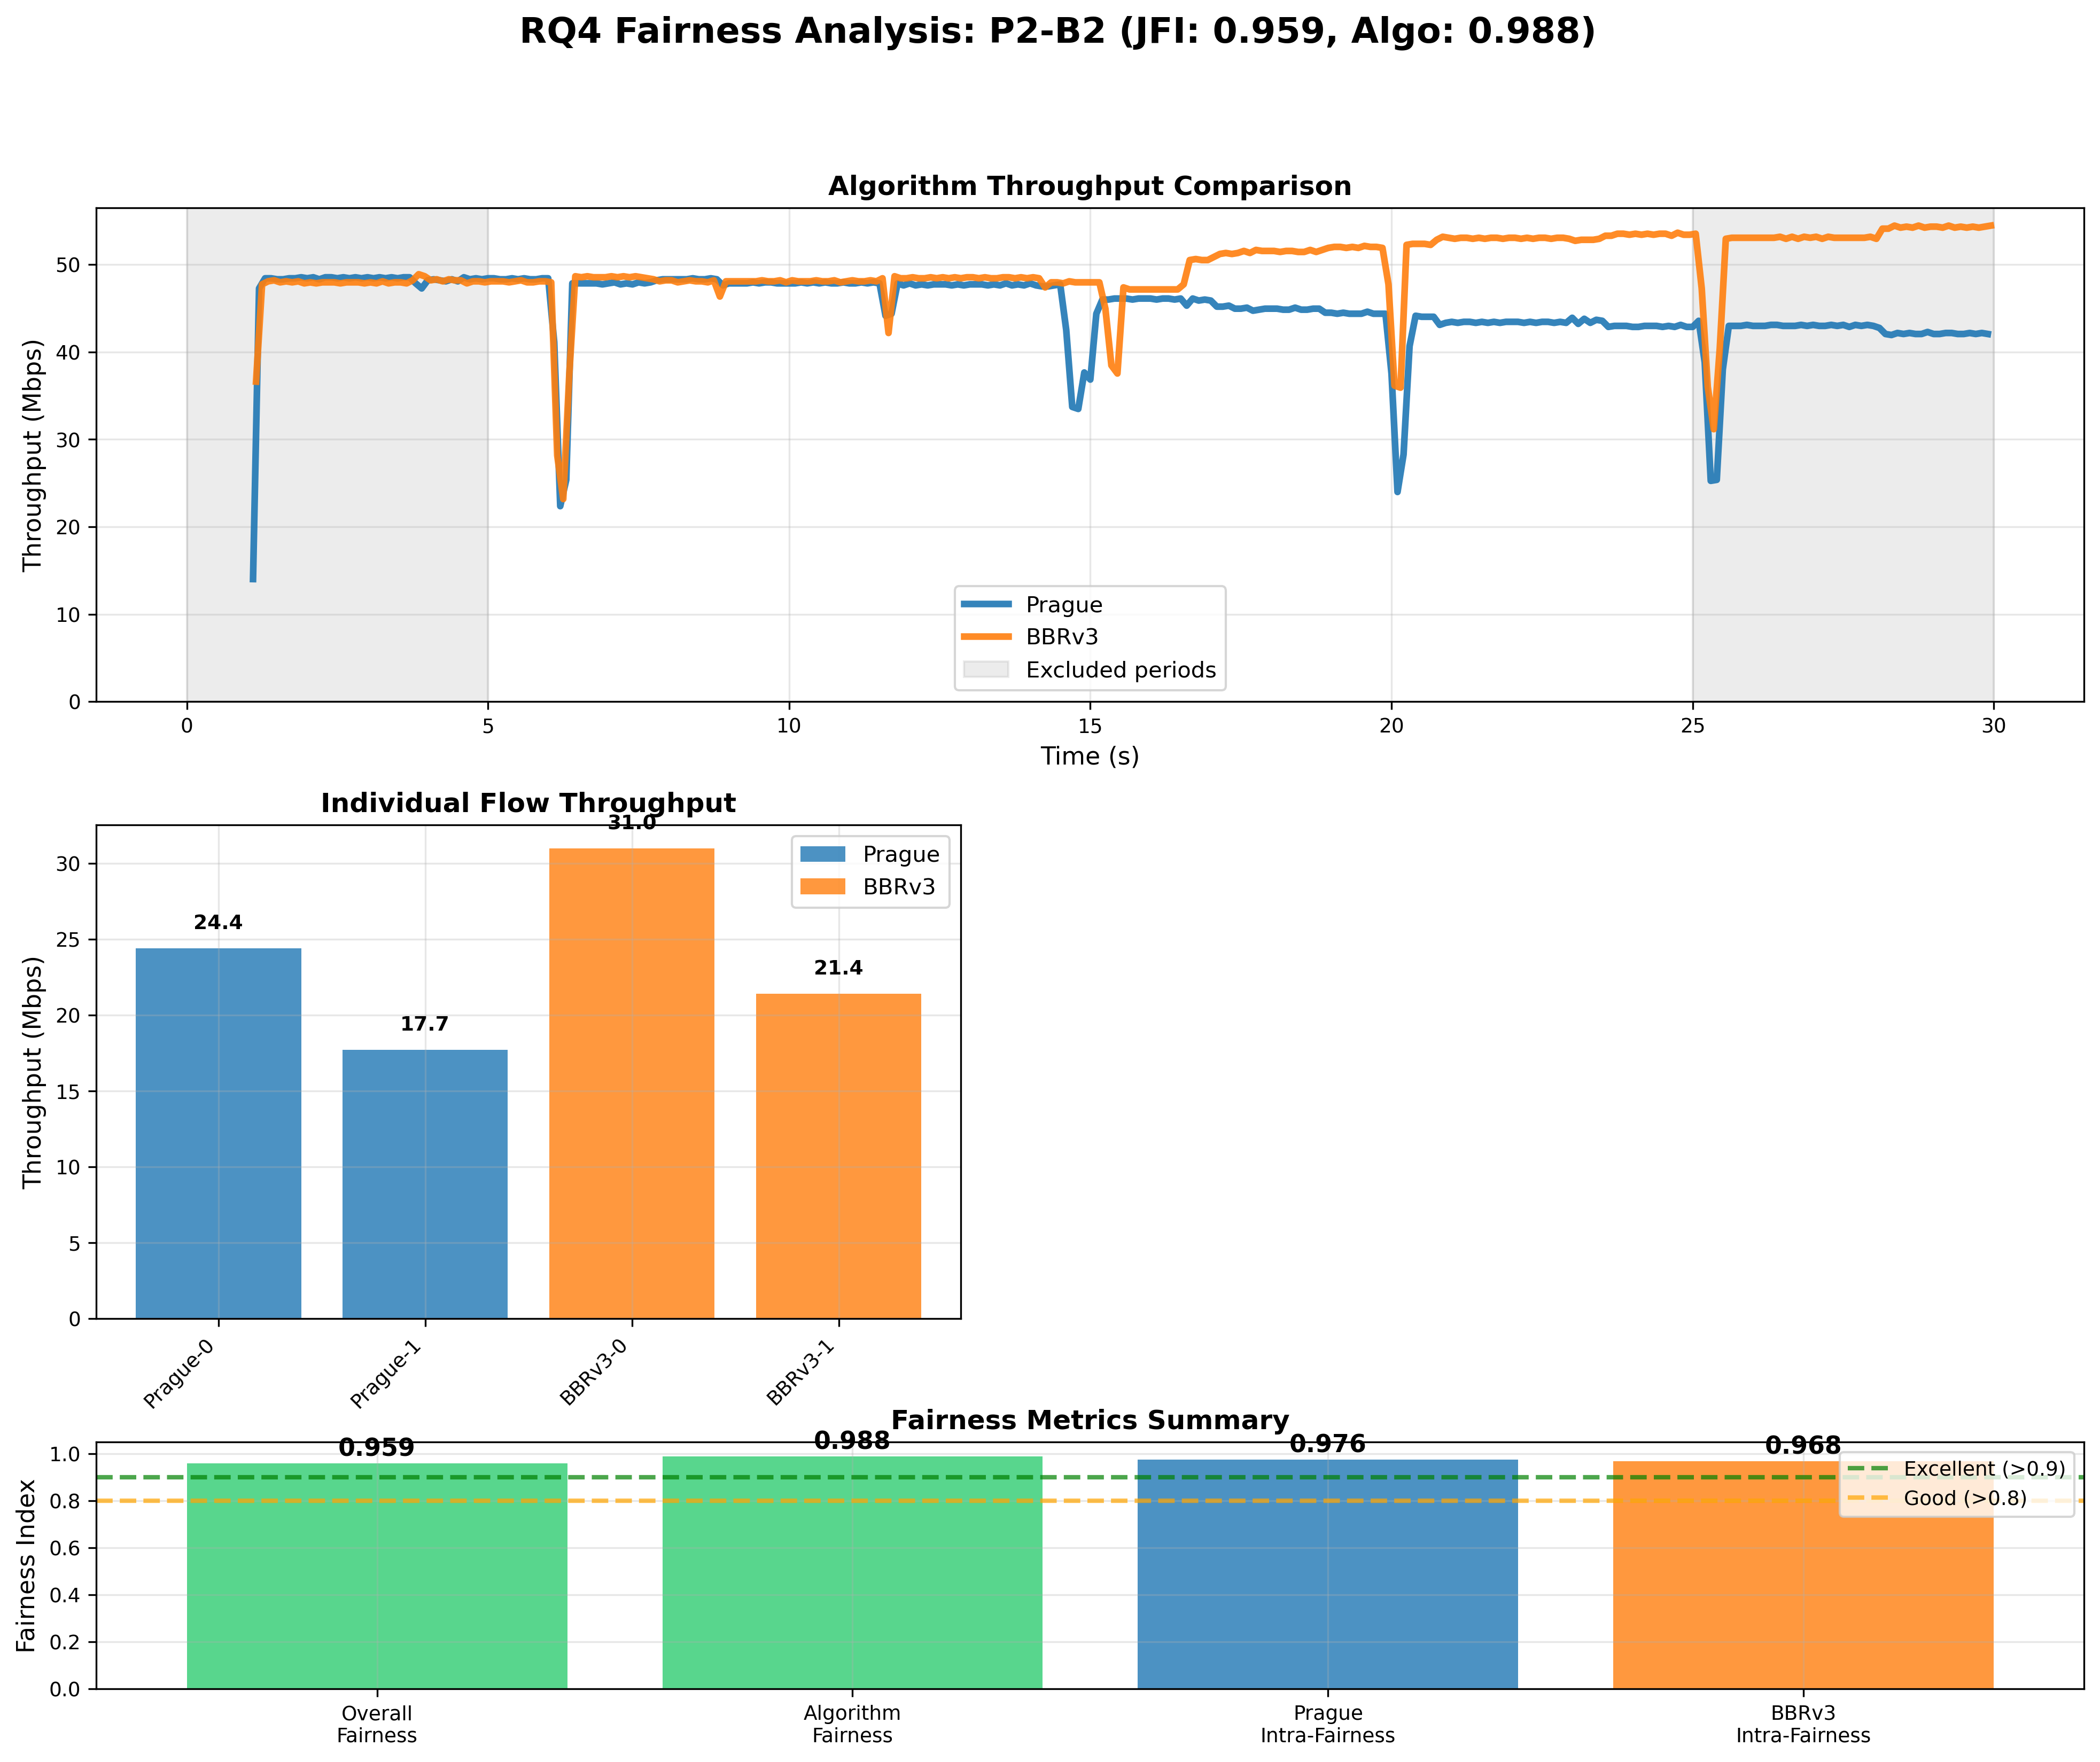 RQ4 Fairness Analysis: P2-B2 (JFI: 0.959, Algo: 0.988)
Algorithm Throughput Comparison
Throughput (Mbps)
50
40
30
20
10
0
Prague
BBRv3
Excluded periods
0
5
10
15
20
25
30
Time (s)
Individual Flow Throughput
Throughput (Mbps)
30
25
20
15
10
5
0
24.4
17.7
31.0
21.4
Prague
BBRv3
Prague-0
Prague-1
BBRv3-0
BBRv3-1
Fairness Metrics Summary
Fairness Index
1.0
0.8
0.6
0.4
0.2
0.0
0.959
0.988
0.976
0.968
Excellent (>0.9)
Good (>0.8)
Overall
Fairness
Algorithm
Fairness
Prague
Intra-Fairness
BBRv3
Intra-Fairness